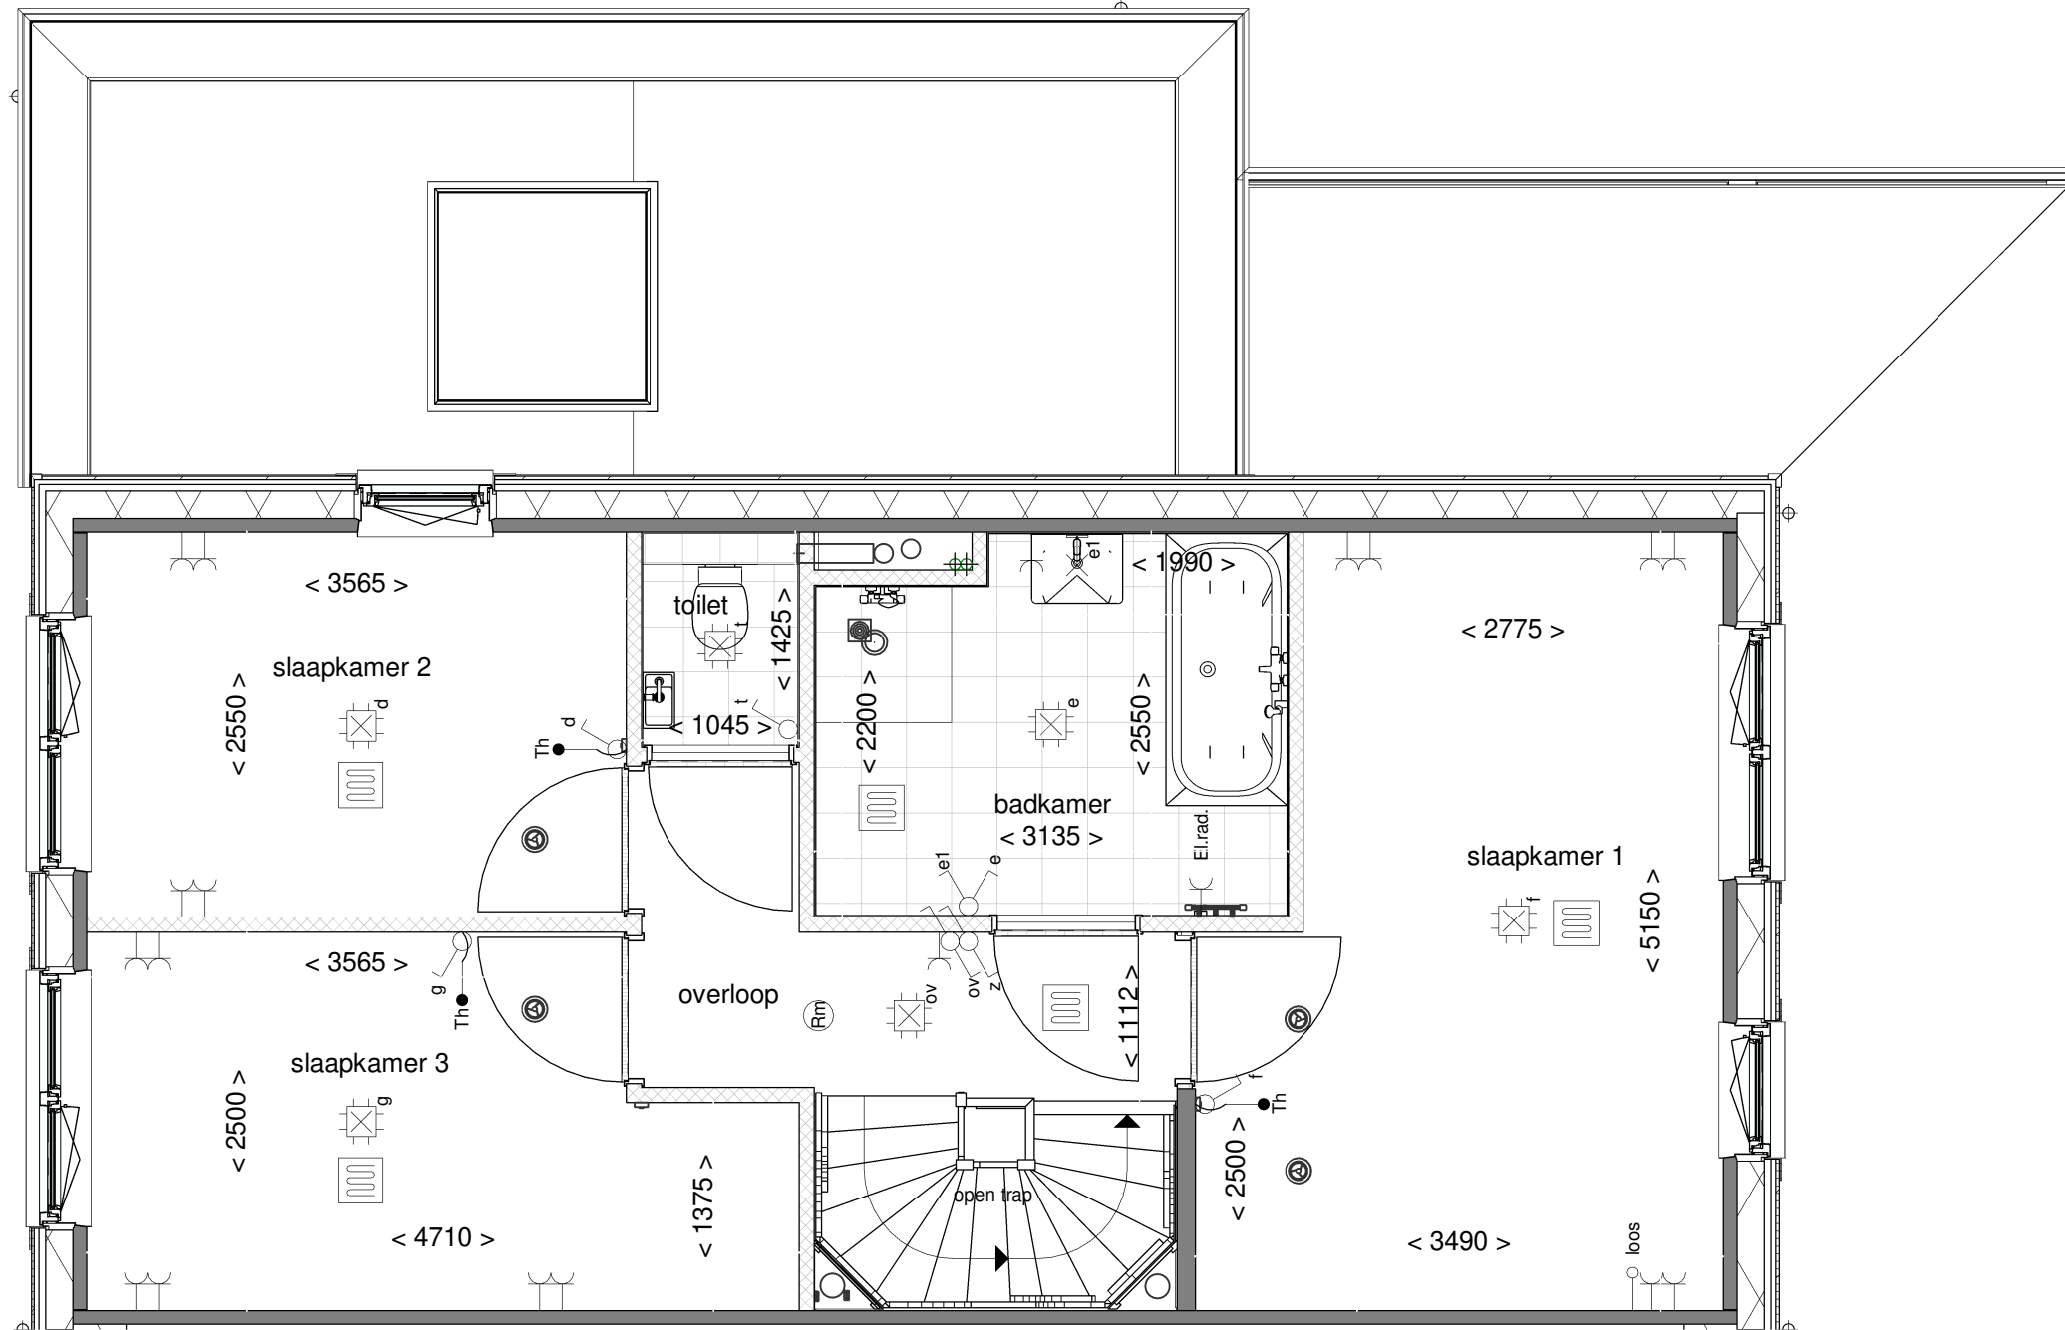 e1
< 1990 >
< 3565 >
toilet
t
< 1425 >
< 2775 >
slaapkamer 2
d
< 2550 >
t
< 1045 >
d
Th
< 2200 >
e
< 2550 >
badkamer
< 3135 >
El.rad.
slaapkamer 1
f
< 5150 >
e1
e
< 3565 >
g
Th
overloop
Rm
ov
ov
z
< 1112 >
slaapkamer 3
g
< 2500 >
f
Th
< 2500 >
open trap
< 1375 >
< 4710 >
< 3490 >
loos